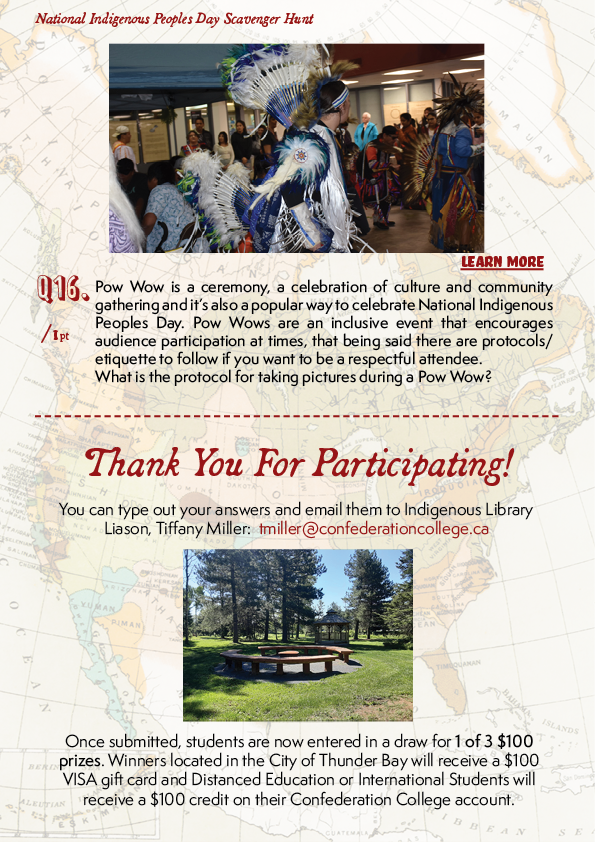 National Indigenous Peoples Day Scavenger Hunt
LEARN MORE
Q16.
/1pt
Pow Wow is a ceremony, a celebration of culture and community
gathering and it's also a popular way to celebrate National Indigenous
Peoples Day. Pow Wows are an inclusive event that encourages
audience participation at times, that being said there are protocols/
etiquette to follow if you want to be a respectful attendee.
What is the protocol for taking pictures during a Pow Wow?
Thank You For Participating!
You can type out your answers and email them to Indigenous Library
Liason, Tiffany Miller: tmiller@confederationcollege.ca
Once submitted, students are now entered in a draw for 1 of 3 $100
prizes. Winners located in the City of Thunder Bay will receive a $100
VISA gift card and Distanced Education or International Students will
receive a $100 credit on their Confederation College account.